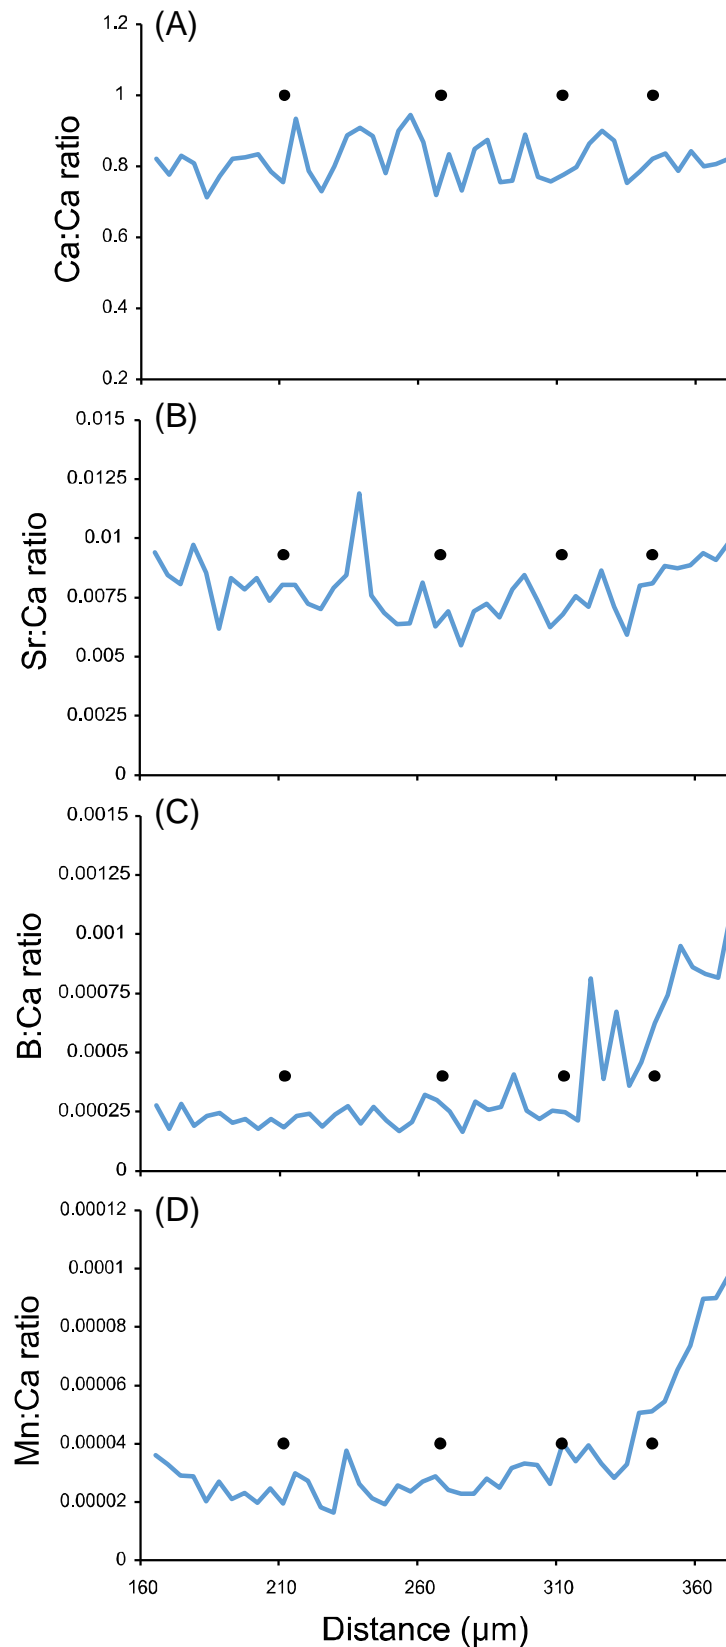 (A)
1.2
1
0.8
0.6
0.4
0.2
Ca:Ca ratio
(B)
0.015
0.0125
0.01
0.0075
0.005
0.0025
0
Sr:Ca ratio
(C)
0.0015
0.00125
0.001
0.00075
0.0005
0.00025
0
B:Ca ratio
(D)
0.00012
0.0001
0.00008
0.00006
0.00004
0.00002
0
Mn:Ca ratio
160 210 260 310 360
Distance (µm)